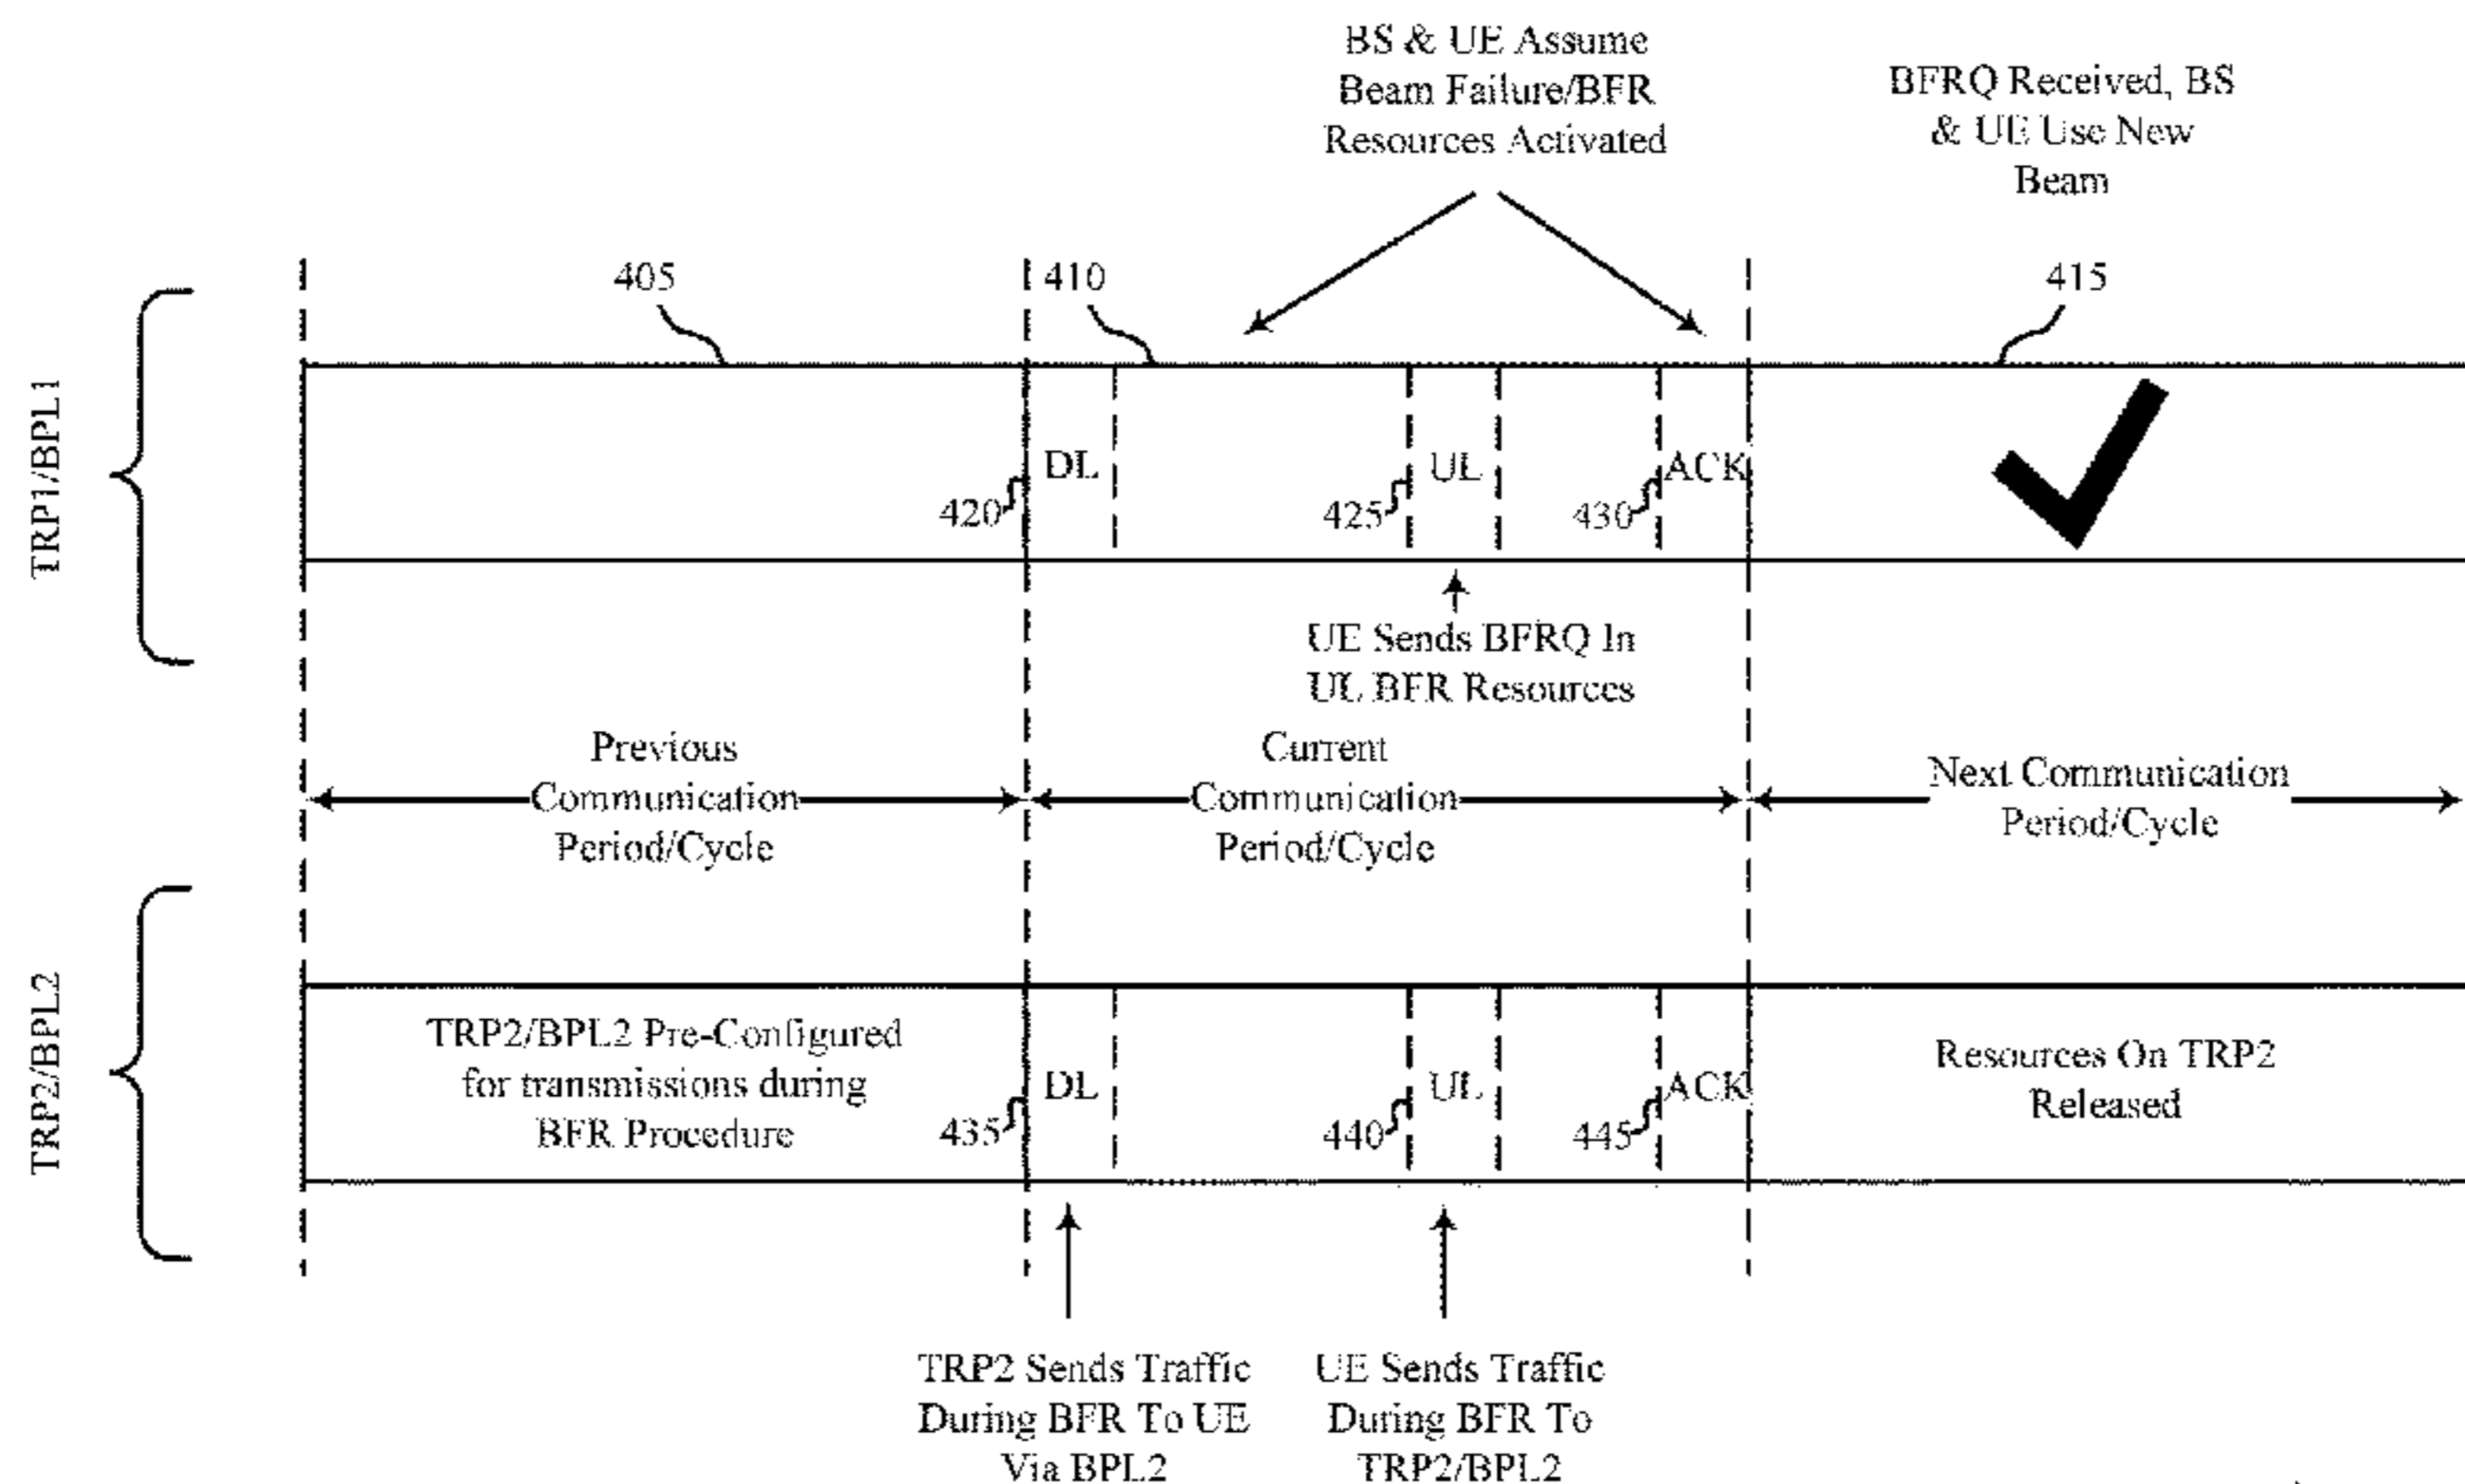 BS & UE Assume
Beam Failure/BFR
Resources Activated
BFRQ Received, BS
& UE Use New
Beam
TRP1/BPL1
405
410
415
DL
UL
ACK
420
425
430
UE Sends BFRQ In
UL BFR Resources
Previous
Communication
Period/Cycle
Current
Communication
Period/Cycle
Next Communication
Period/Cycle
TRP2/BPL2
TRP2/BPL2 Pre-Configured
for transmissions during
BFR Procedure
DL
UL
ACK
435
440
445
Resources On TRP2
Released
TRP2 Sends Traffic
During BFR To UE
Via BPL2
UE Sends Traffic
During BFR To
TRP2/BPL2